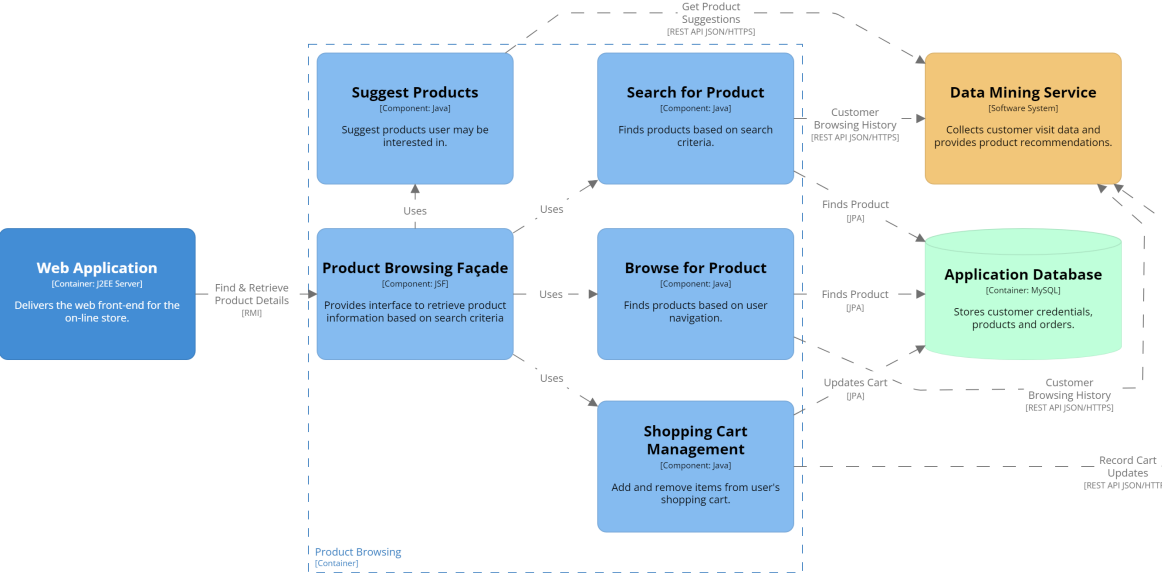 Get Product
Suggestions
[REST API JSON/HTTPS]
Suggest Products
[Component: Java]
Suggest products user may be
interested in.
Search for Product
[Component: Java]
Finds products based on search
criteria.
Customer
Browsing History
[REST API JSON/HTTPS]
Data Mining Service
[Software System]
Collects customer visit data and
provides product recommendations.
Uses
Uses
Finds Product
[JPA]
Web Application
[Container: J2EE Server]
Delivers the web front-end for the
on-line store.
Find & Retrieve
Product Details
[RMI]
Product Browsing Façade
[Component: JSF]
Provides interface to retrieve product
information based on search criteria
Uses
Browse for Product
[Component: Java]
Finds products based on user
navigation.
Finds Product
[JPA]
Application Database
[Container: MySQL]
Stores customer credentials,
products and orders.
Uses
Updates Cart
[JPA]
Customer
Browsing History
[REST API JSON/HTTPS]
Shopping Cart
Management
[Component: Java]
Add and remove items from user's
shopping cart.
Record Cart
Updates
[REST API JSON/HTTP
Product Browsing
[Container]